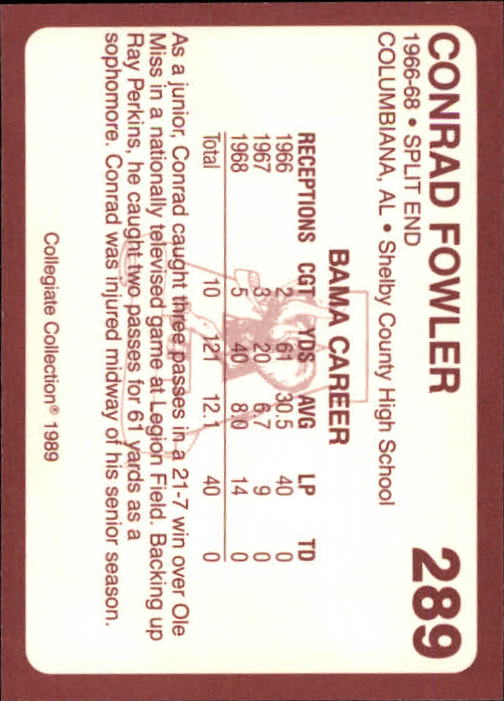 CONRAD FOWLER 289
1966-68 • SPLIT END
COLUMBIANA, AL • Shelby County High School
BAMA CAREER
RECEPTIONS CGT YDS AVG LP TD
1966 2 61 30.5 40 0
1967 3 20 6.7 9 0
1968 5 40 8.0 14 0
Total 10 121 12.1 40 0
As a junior, Conrad caught three passes in a 21-7 win over Ole
Miss in a nationally televised game at Legion Field. Backing up
Ray Perkins, he caught two passes for 61 yards as a
sophomore. Conrad was injured midway of his senior season.
Collegiate Collection® 1989